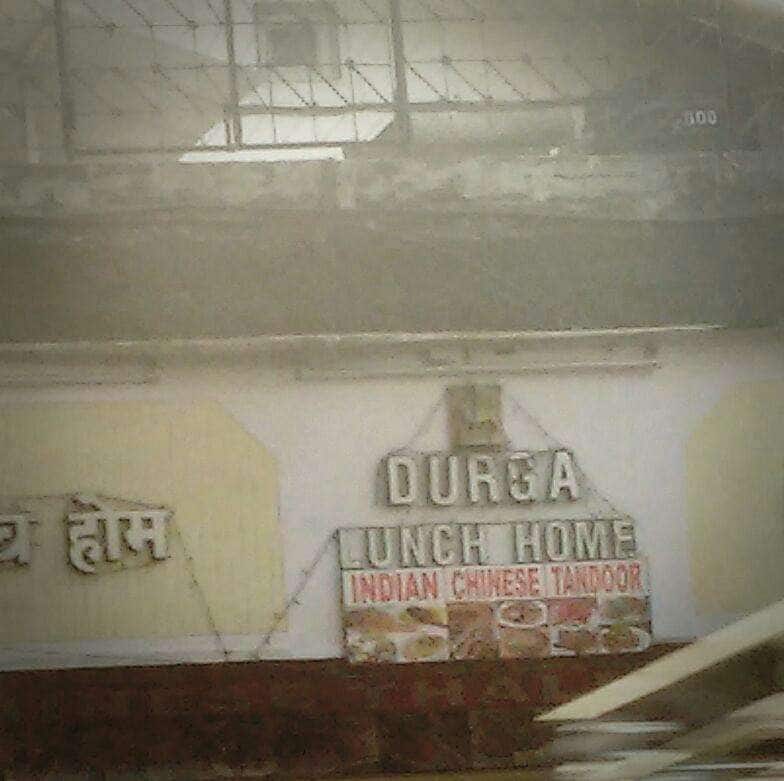 होम
DURGA
LUNCH HOME
INDIAN CHINESE TANDOOR